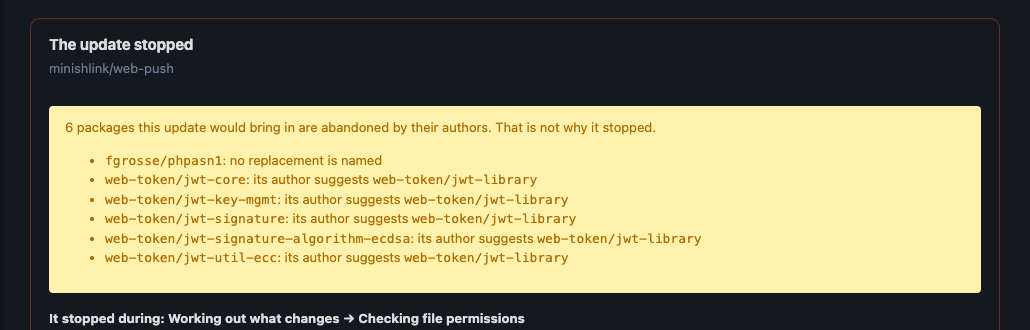 The update stopped
minishlink/web-push
6 packages this update would bring in are abandoned by their authors. That is not why it stopped.
• fgrosse/phpasn1: no replacement is named
• web-token/jwt-core: its author suggests web-token/jwt-library
• web-token/jwt-key-mgmt: its author suggests web-token/jwt-library
• web-token/jwt-signature: its author suggests web-token/jwt-library
• web-token/jwt-signature-algorithm-ecdsa: its author suggests web-token/jwt-library
• web-token/jwt-util-ecc: its author suggests web-token/jwt-library
It stopped during: Working out what changes → Checking file permissions